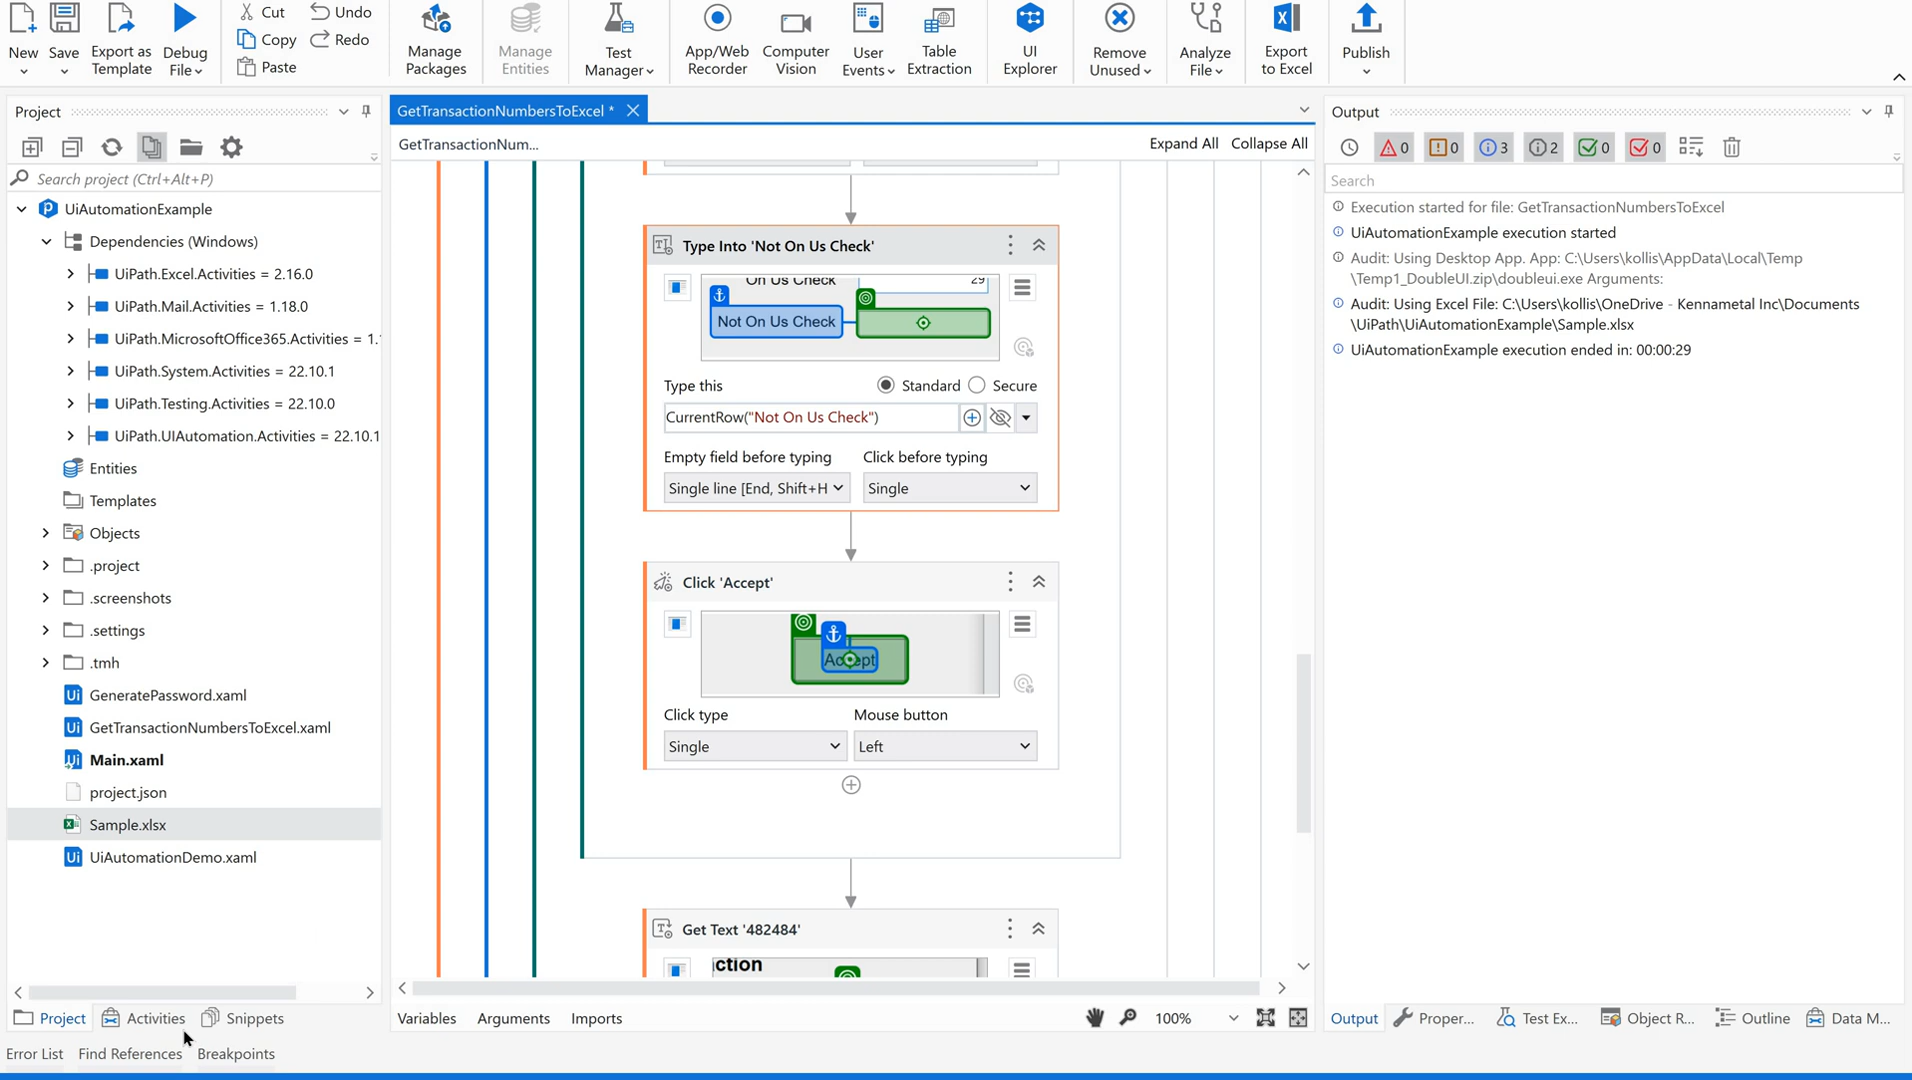 New
Save
Export as
Template
Debug
File
Cut
Copy
Paste
Undo
Redo
Manage
Packages
Manage
Entities
Test
Manager
App/Web
Recorder
Computer
Vision
User
Events
Table
Extraction
UI
Explorer
Remove
Unused
Analyze
File
Export
to Excel
Publish
Project
Search project (Ctrl+Alt+P)
UiAutomationExample
Dependencies (Windows)
UiPath.Excel.Activities = 2.16.0
UiPath.Mail.Activities = 1.18.0
UiPath.MicrosoftOffice365.Activities = 1.
UiPath.System.Activities = 22.10.1
UiPath.Testing.Activities = 22.10.0
UiPath.UIAutomation.Activities = 22.10.1
Entities
Templates
Objects
.project
.screenshots
.settings
.tmh
GeneratePassword.xaml
GetTransactionNumbersToExcel.xaml
Main.xaml
project.json
Sample.xlsx
UiAutomationDemo.xaml
Project
Activities
Snippets
Error List
Find References
Breakpoints
GetTransactionNumbersToExcel *
GetTransactionNum...
Expand All
Collapse All
Type Into 'Not On Us Check'
On Us Check
29
Not On Us Check
Type this
Standard
Secure
CurrentRow("Not On Us Check")
Empty field before typing
Click before typing
Single line [End, Shift+H
Single
Click 'Accept'
Accept
Click type
Mouse button
Single
Left
Get Text '482484'
ction
Variables
Arguments
Imports
100%
Output
0
0
3
2
0
0
Search
Execution started for file: GetTransactionNumbersToExcel
UiAutomationExample execution started
Audit: Using Desktop App. App: C:\Users\kollis\AppData\Local\Temp
\Temp1_DoubleUI.zip\doubleui.exe Arguments:
Audit: Using Excel File: C:\Users\kollis\OneDrive - Kennametal Inc\Documents
\UiPath\UiAutomationExample\Sample.xlsx
UiAutomationExample execution ended in: 00:00:29
Output
Proper...
Test Ex...
Object R...
Outline
Data M...